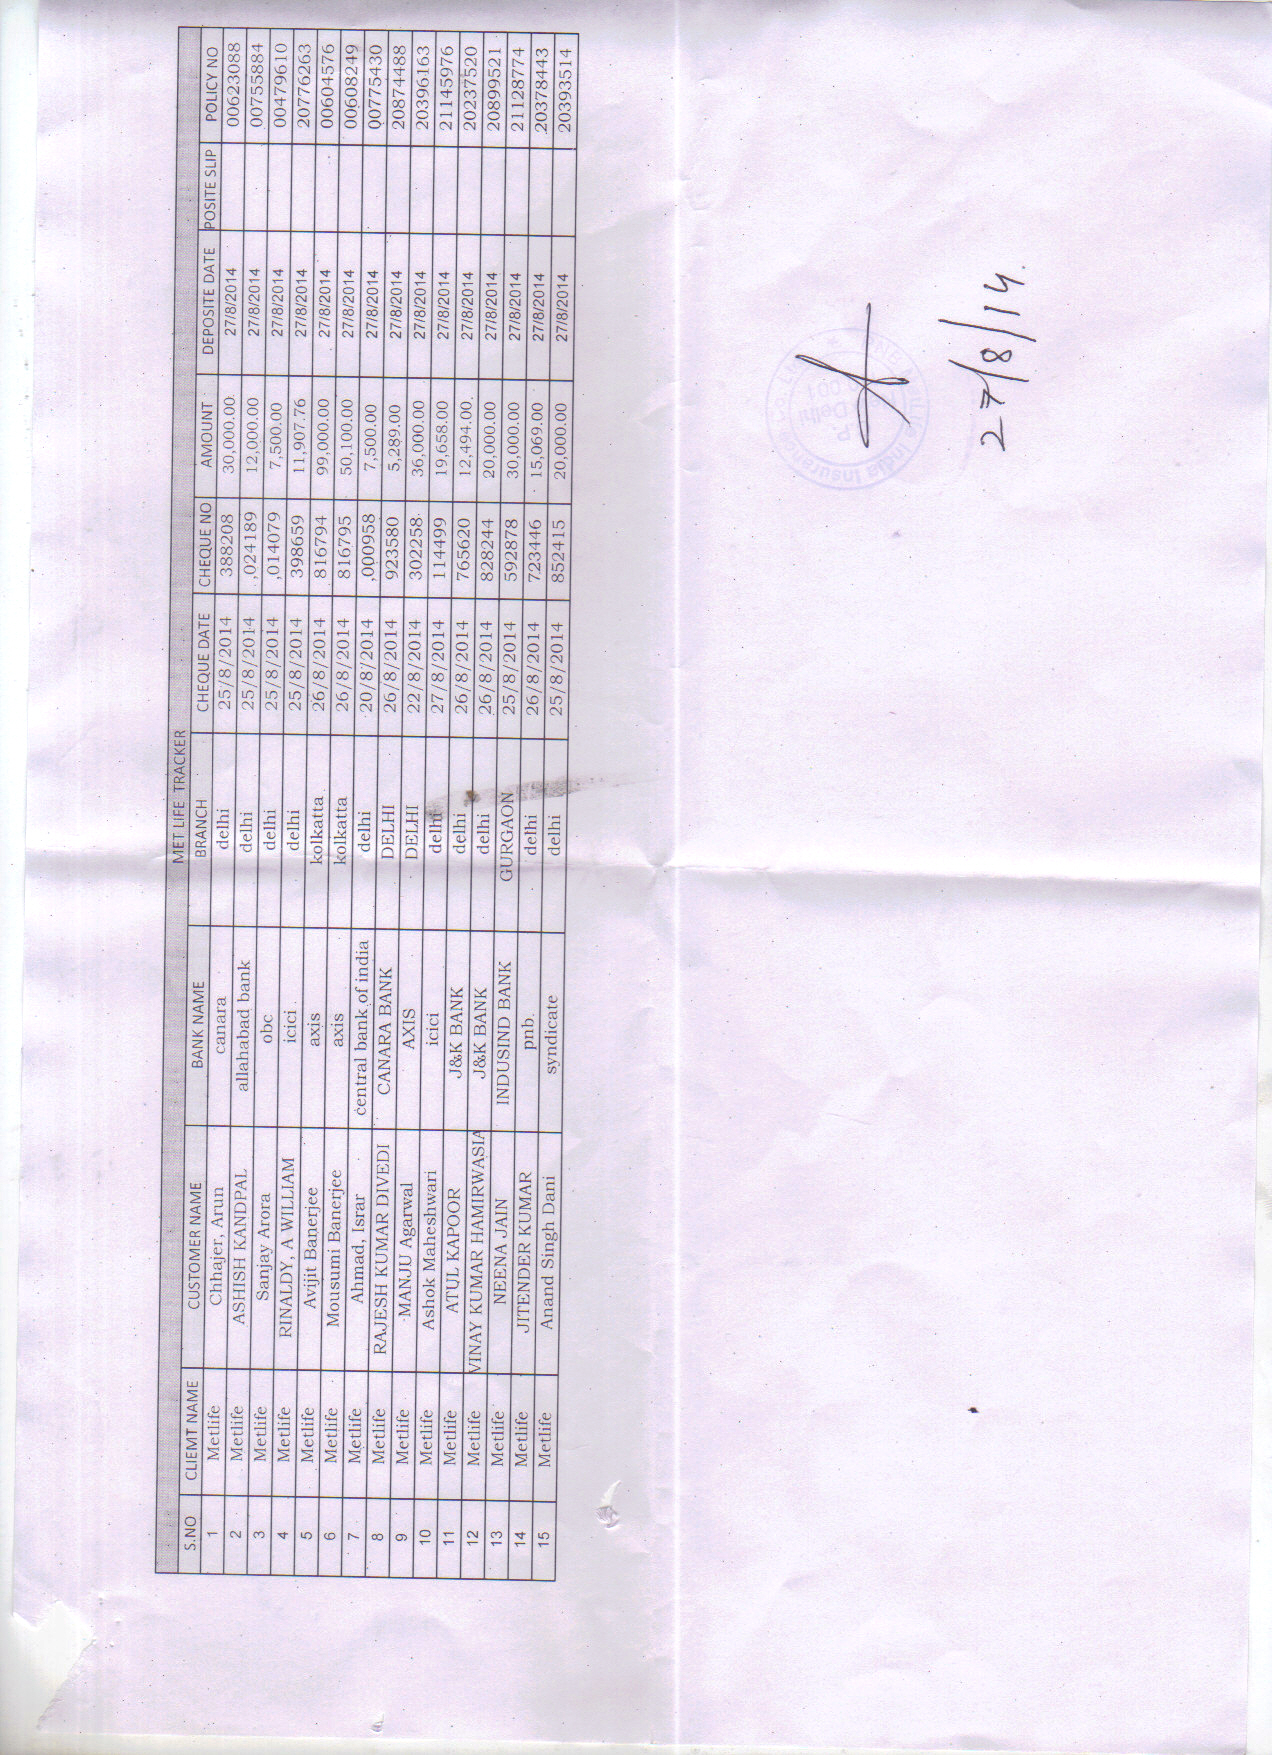 MET LIFE TRACKER
S.NO CLIEMT NAME CUSTOMER NAME BANK NAME BRANCH CHEQUE DATE CHEQUE NO AMOUNT DEPOSITE DATE POSITE SLIP POLICY NO
1 Metlife Chhajer, Arun canara delhi 25/8/2014 388208 30,000.00 27/8/2014 00623088
2 Metlife ASHISH KANDPAL allahabad bank delhi 25/8/2014 ,024189 12,000.00 27/8/2014 00755884
3 Metlife Sanjay Arora obc delhi 25/8/2014 ,014079 7,500.00 27/8/2014 00479610
4 Metlife RINALDY, A WILLIAM icici delhi 25/8/2014 398659 11,907.76 27/8/2014 20776263
5 Metlife Avijit Banerjee axis kolkatta 26/8/2014 816794 99,000.00 27/8/2014 00604576
6 Metlife Mousumi Banerjee axis kolkatta 26/8/2014 816795 50,100.00 27/8/2014 00608249
7 Metlife Ahmad, Israr central bank of india delhi 20/8/2014 ,000958 7,500.00 27/8/2014 00775430
8 Metlife RAJESH KUMAR DIVEDI CANARA BANK DELHI 26/8/2014 923580 5,289.00 27/8/2014 20874488
9 Metlife MANJU Agarwal AXIS DELHI 22/8/2014 302258 36,000.00 27/8/2014 20396163
10 Metlife Ashok Maheshwari icici delhi 27/8/2014 114499 19,658.00 27/8/2014 21145976
11 Metlife ATUL KAPOOR J&K BANK delhi 26/8/2014 765620 12,494.00 27/8/2014 20237520
12 Metlife VINAY KUMAR HAMIRWASIA J&K BANK delhi 26/8/2014 828244 20,000.00 27/8/2014 20899521
13 Metlife NEENA JAIN INDUSIND BANK GURGAON 25/8/2014 592878 30,000.00 27/8/2014 21128774
14 Metlife JITENDER KUMAR pnb delhi 26/8/2014 723446 15,069.00 27/8/2014 20378443
15 Metlife Anand Singh Dani syndicate delhi 25/8/2014 852415 20,000.00 27/8/2014 20393514
India Insurance
Delhi
27/8/14